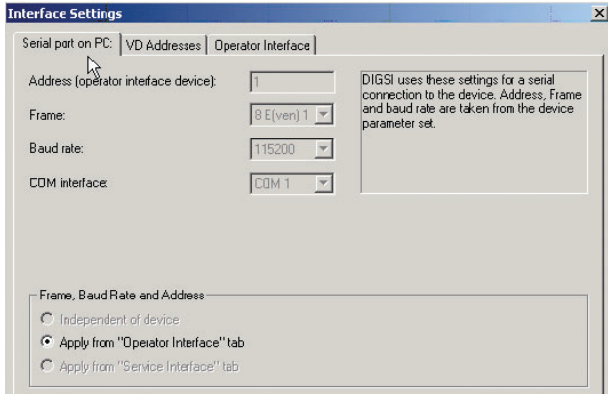 Interface Settings
Serial port on PC: VD Addresses Operator Interface
Address (operator interface device): 1
Frame: 8 E(ven) 1
Baud rate: 115200
COM interface: COM 1
DIGSI uses these settings for a serial
connection to the device. Address, Frame
and baud rate are taken from the device
parameter set.
Frame, Baud Rate and Address
Independent of device
Apply from "Operator Interface" tab
Apply from "Service Interface" tab